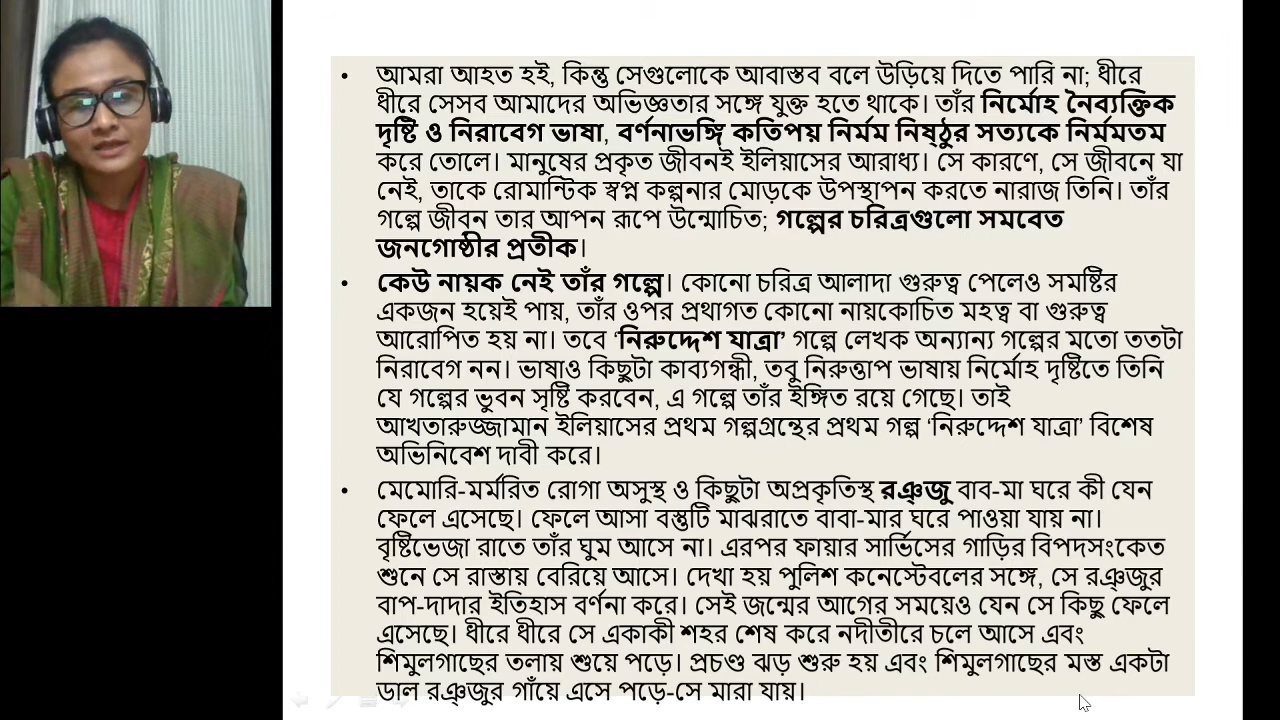 • আমরা আহত হই, কিন্তু সেগুলোকে আবাস্তব বলে উড়িয়ে দিতে পারি না; ধীরে
ধীরে সেসব আমাদের অভিজ্ঞতার সঙ্গে যুক্ত হতে থাকে। তাঁর নির্মোহ নৈব্যক্তিক
দৃষ্টি ও নিরাবেগ ভাষা, বর্ণনাভঙ্গি কতিপয় নির্মম নিষ্ঠুর সত্যকে নির্মমতম
করে তোলে। মানুষের প্রকৃত জীবনই ইলিয়াসের আরাধ্য। সে কারণে, সে জীবনে যা
নেই, তাকে রোমান্টিক স্বপ্ন কল্পনার মোড়কে উপস্থাপন করতে নারাজ তিনি। তাঁর
গল্পে জীবন তার আপন রূপে উন্মোচিত; গল্পের চরিত্রগুলো সমবেত
জনগোষ্ঠীর প্রতীক।
• কেউ নায়ক নেই তাঁর গল্পে। কোনো চরিত্র আলাদা গুরুত্ব পেলেও সমষ্টির
একজন হয়েই পায়, তাঁর ওপর প্রথাগত কোনো নায়কোচিত মহত্ব বা গুরুত্ব
আরোপিত হয় না। তবে ‘নিরুদ্দেশ যাত্রা’ গল্পে লেখক অন্যান্য গল্পের মতো ততটা
নিরাবেগ নন। ভাষাও কিছুটা কাব্যগন্ধী, তবু নিরুত্তাপ ভাষায় নির্মোহ দৃষ্টিতে তিনি
যে গল্পের ভুবন সৃষ্টি করবেন, এ গল্পে তাঁর ইঙ্গিত রয়ে গেছে। তাই
আখতারুজ্জামান ইলিয়াসের প্রথম গল্পগ্রন্থের প্রথম গল্প ‘নিরুদ্দেশ যাত্রা’ বিশেষ
অভিনিবেশ দাবী করে।
• মেমোরি-মর্মরিত রোগা অসুস্থ ও কিছুটা অপ্রকৃতিস্থ রঞ্জু বাব-মা ঘরে কী যেন
ফেলে এসেছে। ফেলে আসা বস্তুটি মাঝরাতে বাবা-মার ঘরে পাওয়া যায় না।
বৃষ্টিভেজা রাতে তাঁর ঘুম আসে না। এরপর ফায়ার সার্ভিসের গাড়ির বিপদসংকেত
শুনে সে রাস্তায় বেরিয়ে আসে। দেখা হয় পুলিশ কনেস্টেবলের সঙ্গে, সে রঞ্জুর
বাপ-দাদার ইতিহাস বর্ণনা করে। সেই জন্মের আগের সময়েও যেন সে কিছু ফেলে
এসেছে। ধীরে ধীরে সে একাকী শহর শেষ করে নদীতীরে চলে আসে এবং
শিমুলগাছের তলায় শুয়ে পড়ে। প্রচণ্ড ঝড় শুরু হয় এবং শিমুলগাছের মস্ত একটা
ডাল রঞ্জুর গাঁয়ে এসে পড়ে-সে মারা যায়।